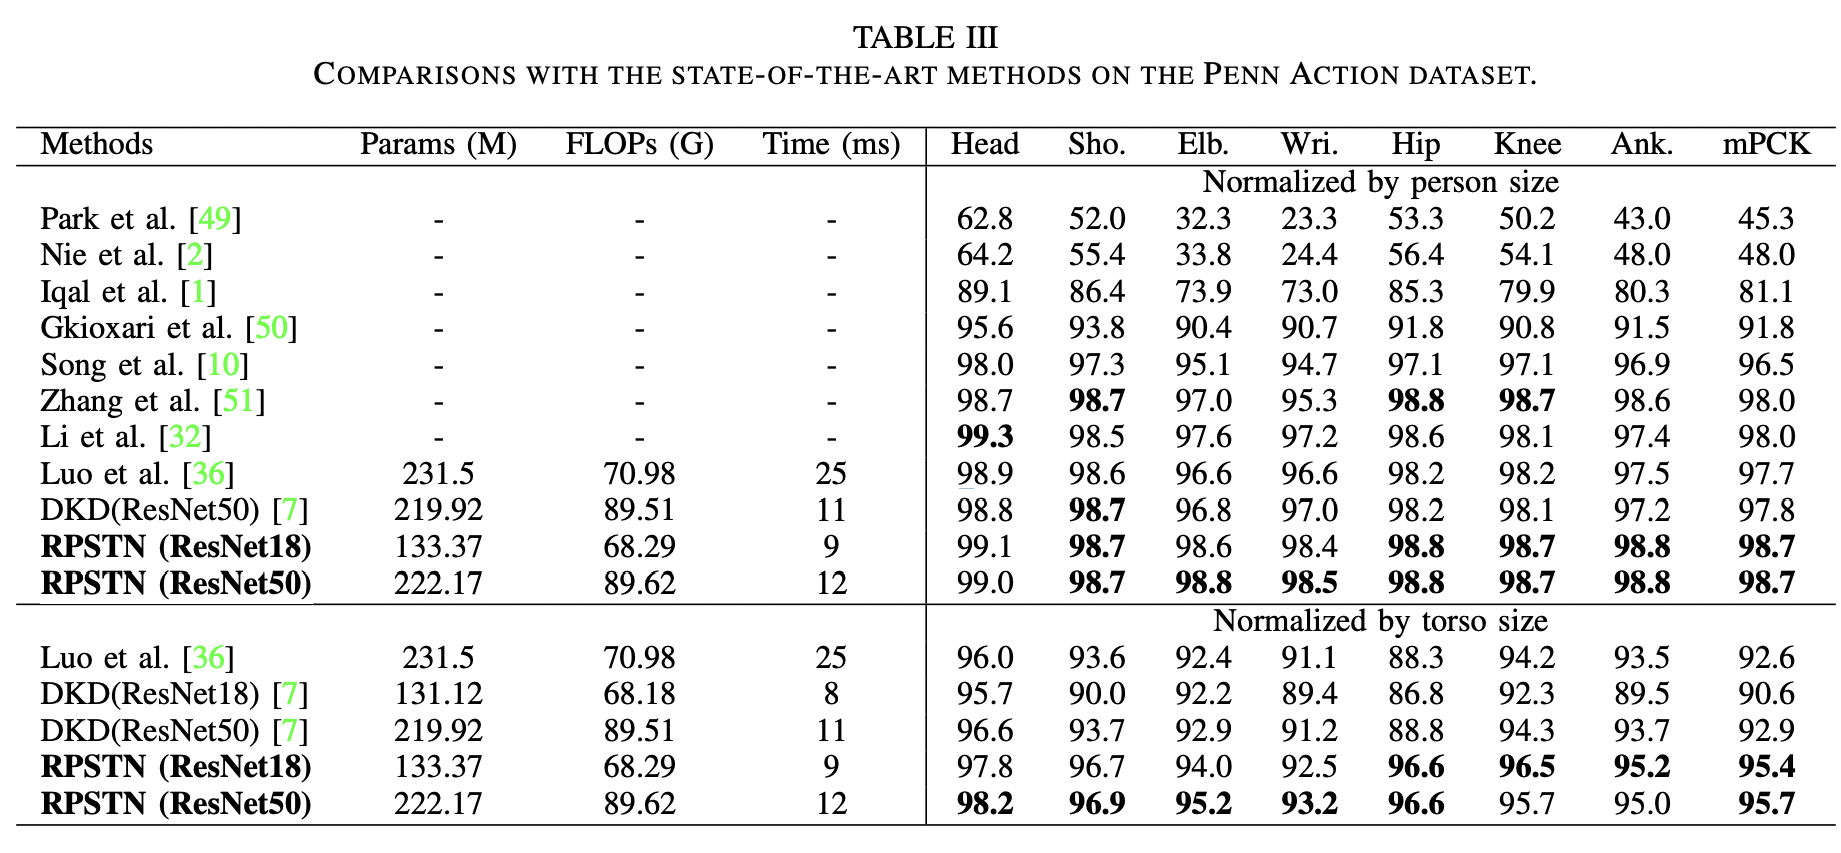 TABLE III
COMPARISONS WITH THE STATE-OF-THE-ART METHODS ON THE PENN ACTION DATASET.
Methods Params (M) FLOPs (G) Time (ms) Head Sho. Elb. Wri. Hip Knee Ank. mPCK
Normalized by person size
Park et al. [49] - - - 62.8 52.0 32.3 23.3 53.3 50.2 43.0 45.3
Nie et al. [2] - - - 64.2 55.4 33.8 24.4 56.4 54.1 48.0 48.0
Iqal et al. [1] - - - 89.1 86.4 73.9 73.0 85.3 79.9 80.3 81.1
Gkioxari et al. [50] - - - 95.6 93.8 90.4 90.7 91.8 90.8 91.5 91.8
Song et al. [10] - - - 98.0 97.3 95.1 94.7 97.1 97.1 96.9 96.5
Zhang et al. [51] - - - 98.7 98.7 97.0 95.3 98.8 98.7 98.6 98.0
Li et al. [32] - - - 99.3 98.5 97.6 97.2 98.6 98.1 97.4 98.0
Luo et al. [36] 231.5 70.98 25 98.9 98.6 96.6 96.6 98.2 98.2 97.5 97.7
DKD(ResNet50) [7] 219.92 89.51 11 98.8 98.7 96.8 97.0 98.2 98.1 97.2 97.8
RPSTN (ResNet18) 133.37 68.29 9 99.1 98.7 98.6 98.4 98.8 98.7 98.8 98.7
RPSTN (ResNet50) 222.17 89.62 12 99.0 98.7 98.8 98.5 98.8 98.7 98.8 98.7
Normalized by torso size
Luo et al. [36] 231.5 70.98 25 96.0 93.6 92.4 91.1 88.3 94.2 93.5 92.6
DKD(ResNet18) [7] 131.12 68.18 8 95.7 90.0 92.2 89.4 86.8 92.3 89.5 90.6
DKD(ResNet50) [7] 219.92 89.51 11 96.6 93.7 92.9 91.2 88.8 94.3 93.7 92.9
RPSTN (ResNet18) 133.37 68.29 9 97.8 96.7 94.0 92.5 96.6 96.5 95.2 95.4
RPSTN (ResNet50) 222.17 89.62 12 98.2 96.9 95.2 93.2 96.6 95.7 95.0 95.7